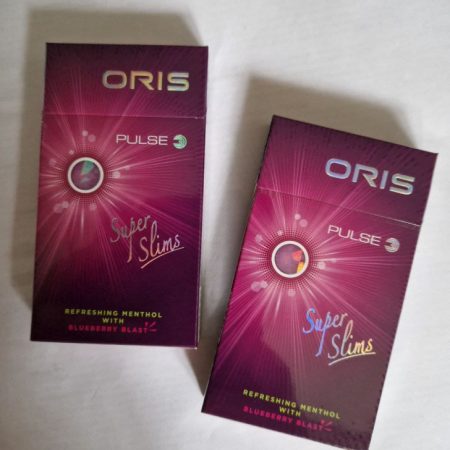 ORIS
PULSE
Super
Slims
REFRESHING MENTHOL
WITH
BLUEBERRY BLAST
ORIS
PULSE
Super
Slims
REFRESHING MENTHOL
WITH
BLUEBERRY BLAST